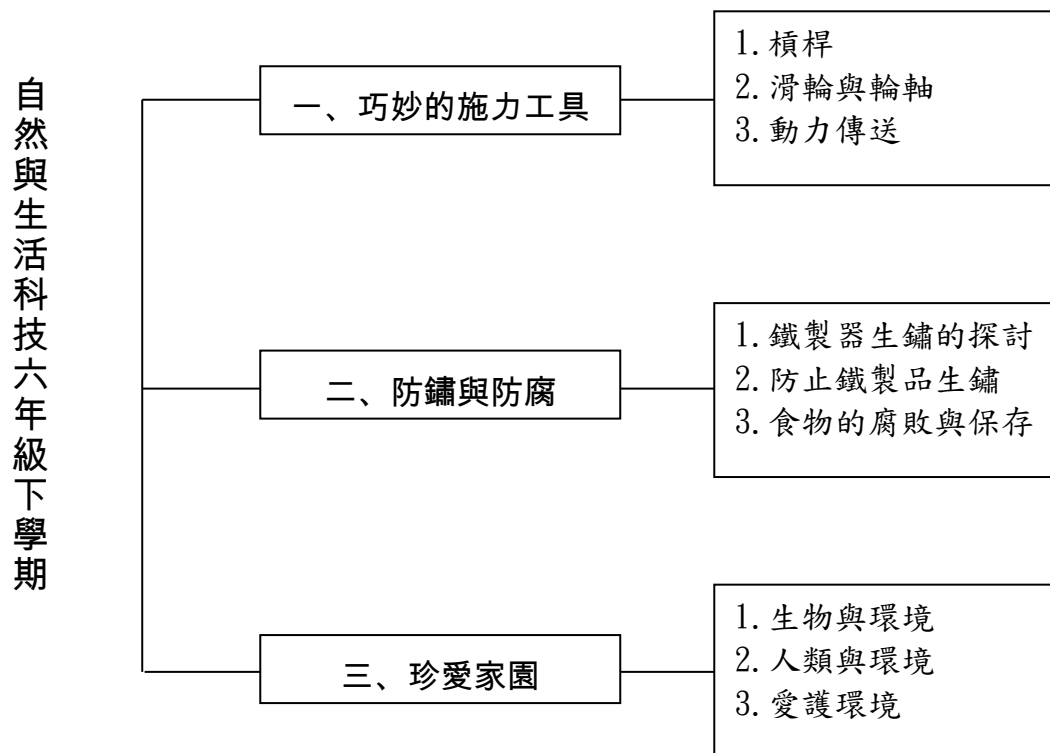 自然與生活科技六年級下學期
一、巧妙的施力工具
1.槓桿
2.滑輪與輪軸
3.動力傳送
二、防鏽與防腐
1.鐵製器生鏽的探討
2.防止鐵製品生鏽
3.食物的腐敗與保存
三、珍愛家園
1.生物與環境
2.人類與環境
3.愛護環境